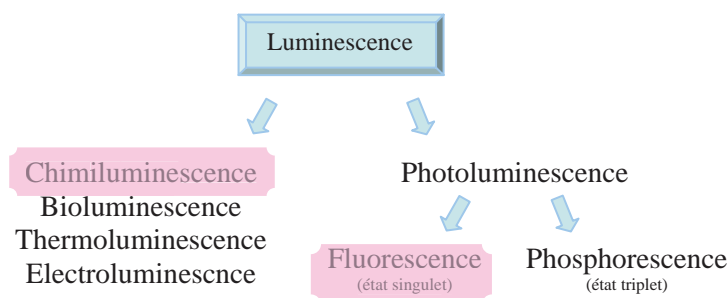 Luminescence
Chimiluminescence
Bioluminescence
Thermoluminescence
Electroluminescnce
Photoluminescence
Fluorescence
(état singulet)
Phosphorescence
(état triplet)